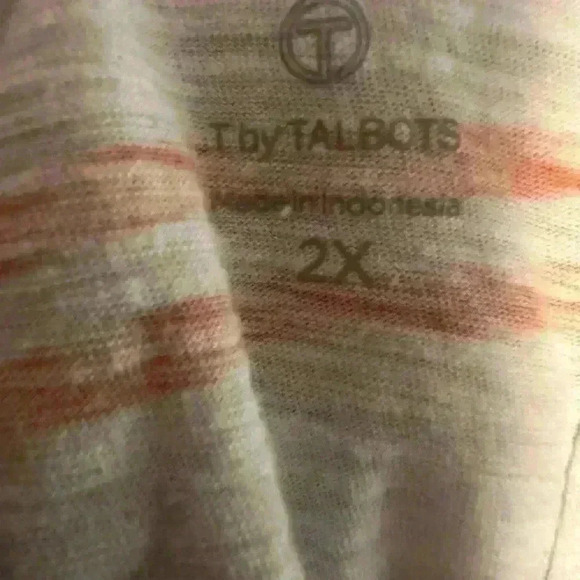 T
T by TALBOTS
Made in Indonesia
2X